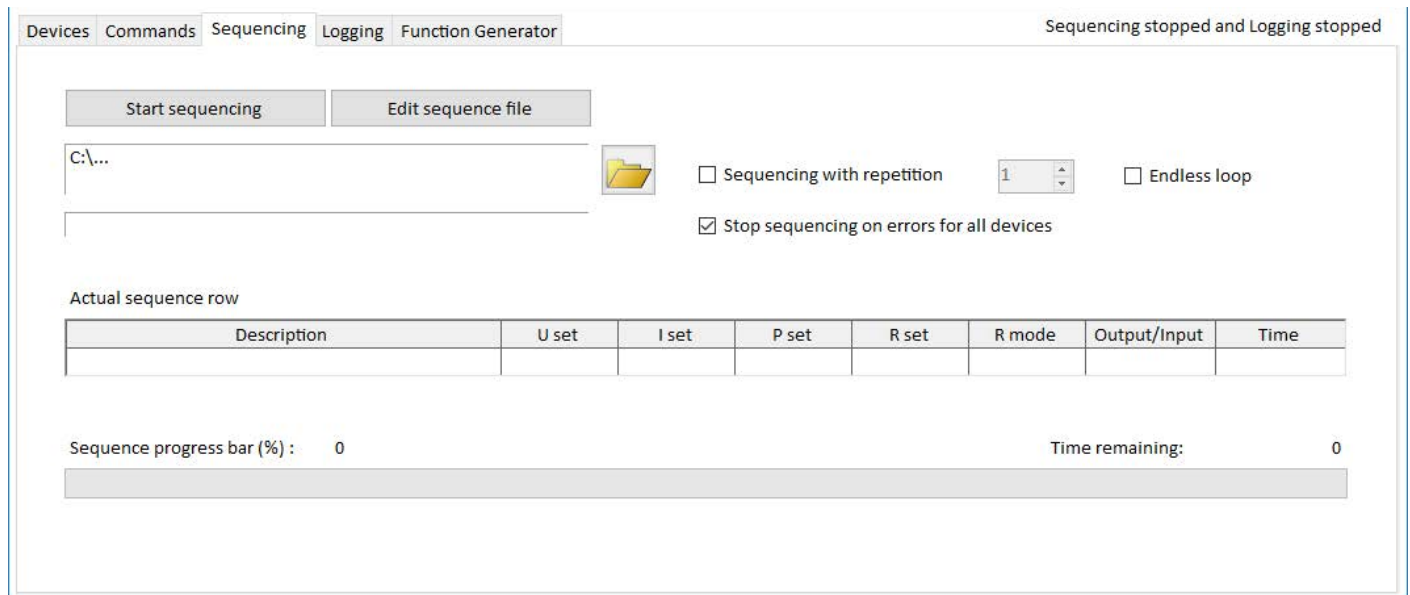 Devices Commands Sequencing Logging Function Generator Sequencing stopped and Logging stopped
Start sequencing Edit sequence file
C:\...
Sequencing with repetition 1 Endless loop
Stop sequencing on errors for all devices
Actual sequence row
Description U set I set P set R set R mode Output/Input Time
Sequence progress bar (%) : 0 Time remaining: 0